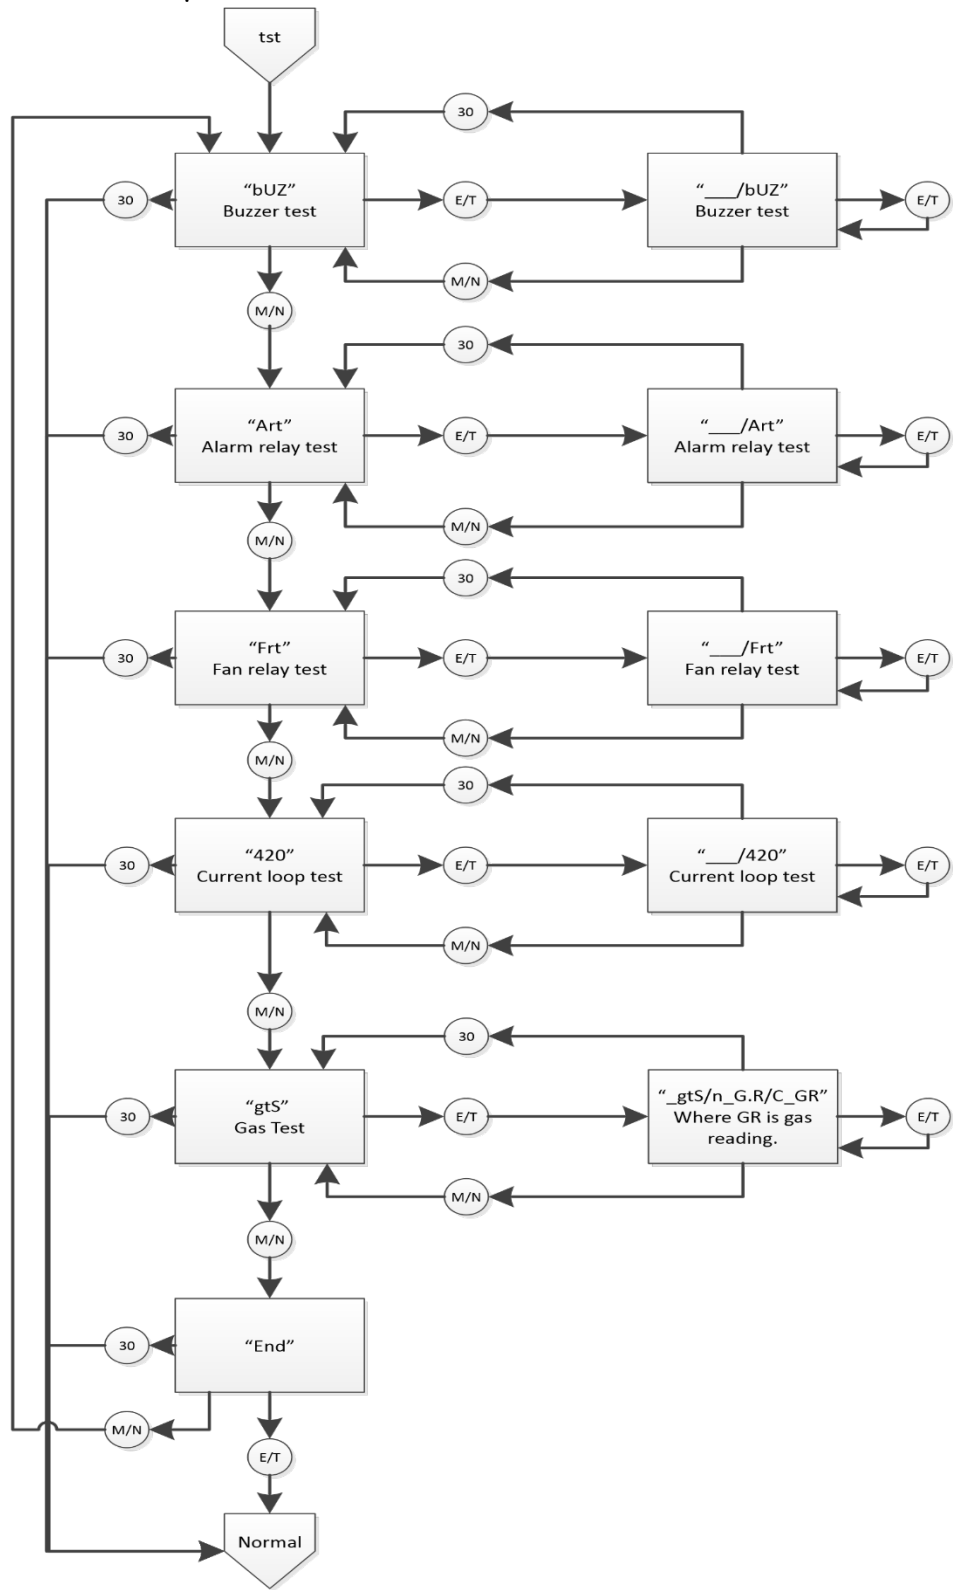 tst
30
“bUZ”
Buzzer test
“___/bUZ”
Buzzer test
30
E/T
E/T
M/N
M/N
30
“Art”
Alarm relay test
“___/Art”
Alarm relay test
30
E/T
E/T
M/N
M/N
30
“Frt”
Fan relay test
“___/Frt”
Fan relay test
30
E/T
E/T
M/N
M/N
30
“420”
Current loop test
“___/420”
Current loop test
30
E/T
E/T
M/N
M/N
30
“gtS”
Gas Test
“_gtS/n_G.R/C_GR”
Where GR is gas
reading.
30
E/T
E/T
M/N
M/N
“End”
30
M/N
E/T
Normal